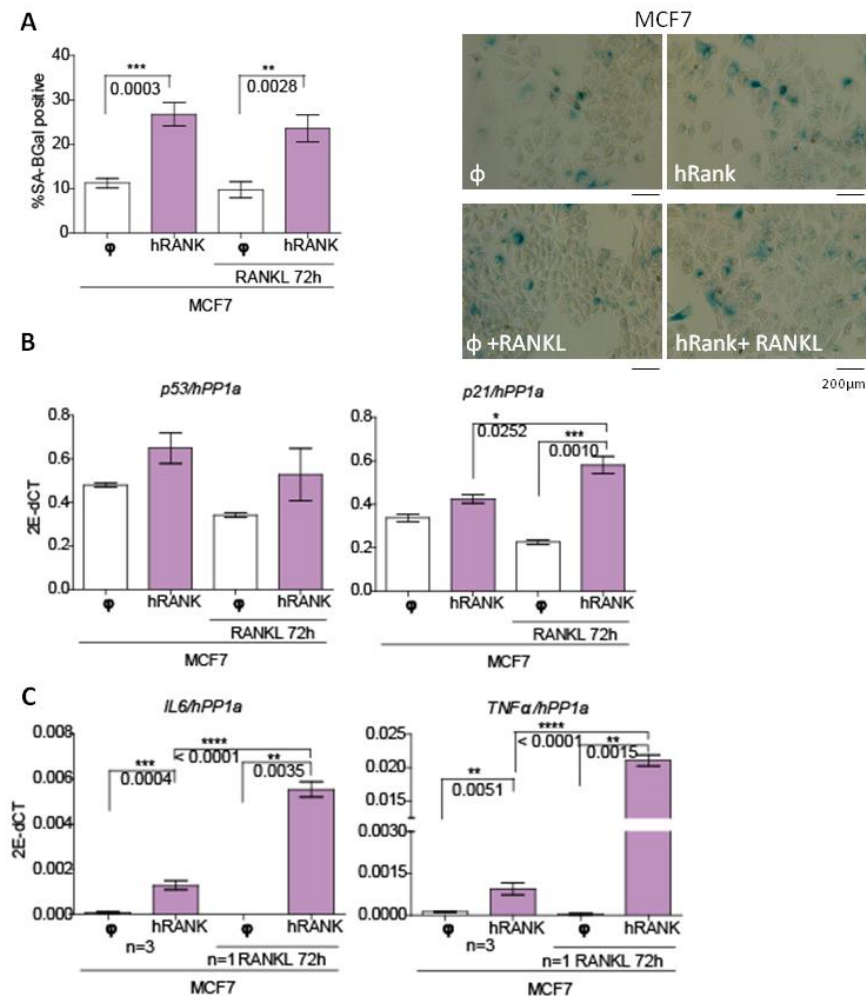 A
%SA-BGal positive
40
30
20
10
0
***
0.0003
**
0.0028
φ
hRANK
φ
hRANK
RANKL 72h
MCF7
MCF7
ϕ
hRank
ϕ +RANKL
hRank+ RANKL
200µm
B
p53/hPP1a
2E-dCT
0.8
0.6
0.4
0.2
0.0
φ
hRANK
φ
hRANK
RANKL 72h
MCF7
p21/hPP1a
0.8
0.6
0.4
0.2
0.0
*
0.0252
***
0.0010
φ
hRANK
φ
hRANK
RANKL 72h
MCF7
C
IL6/hPP1a
2E-dCT
0.008
0.006
0.004
0.002
0.000
****
< 0.0001
***
0.0004
**
0.0035
φ
hRANK
φ
hRANK
n=3
n=1 RANKL 72h
MCF7
TNFα/hPP1a
0.025
0.020
0.015
0.0030
0.0015
0.0000
****
< 0.0001
**
0.0015
**
0.0051
φ
hRANK
φ
hRANK
n=3
n=1 RANKL 72h
MCF7